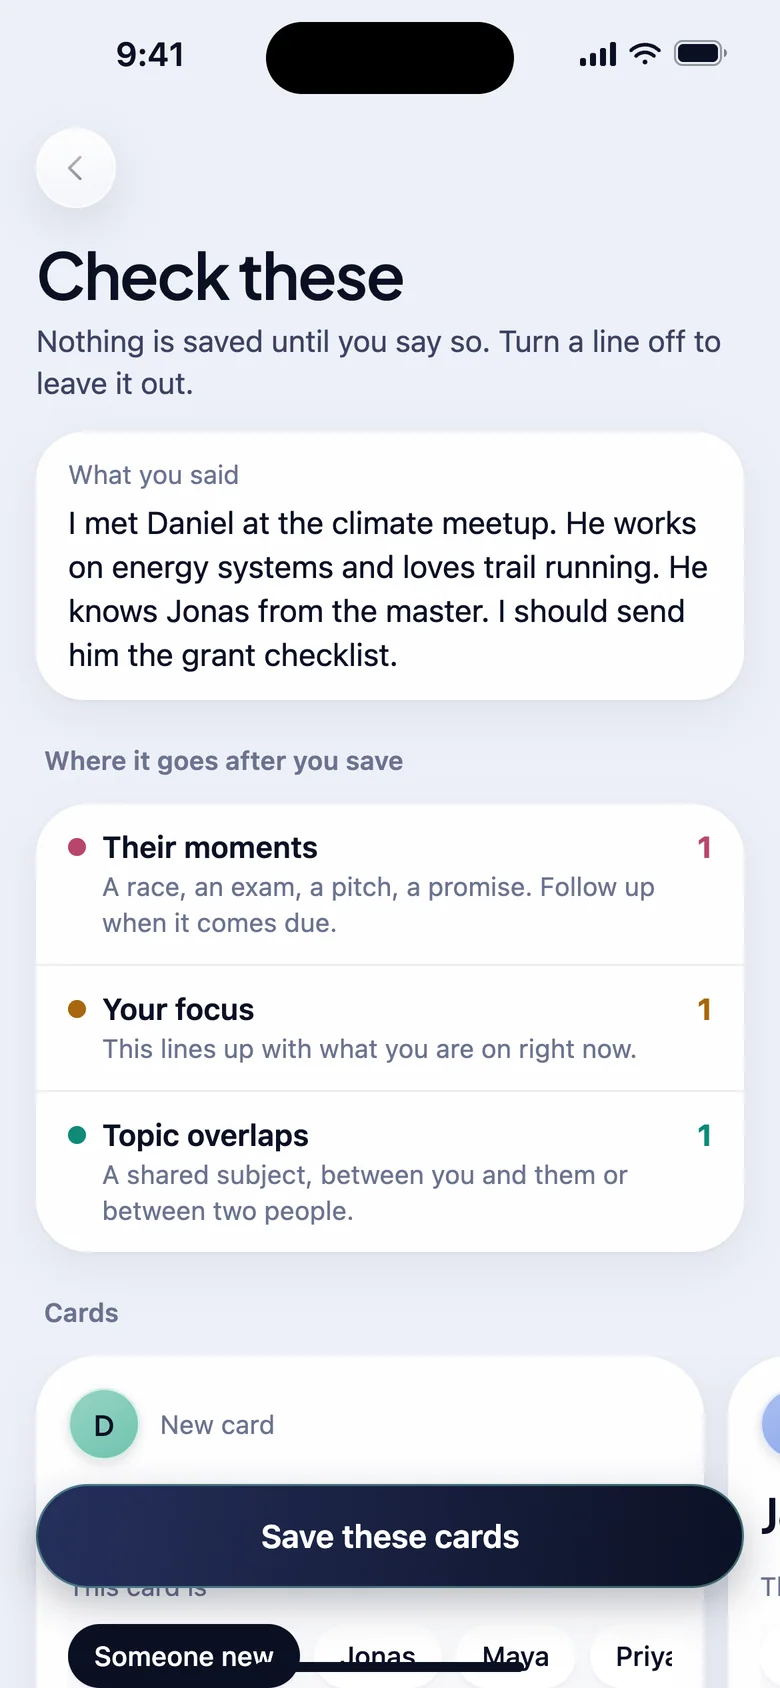 9:41
Check these
Nothing is saved until you say so. Turn a line off to
leave it out.
What you said
I met Daniel at the climate meetup. He works
on energy systems and loves trail running. He
knows Jonas from the master. I should send
him the grant checklist.
Where it goes after you save
Their moments 1
A race, an exam, a pitch, a promise. Follow up
when it comes due.
Your focus 1
This lines up with what you are on right now.
Topic overlaps 1
A shared subject, between you and them or
between two people.
Cards
D New card
Save these cards
This card is
Someone new Jonas Maya Priya